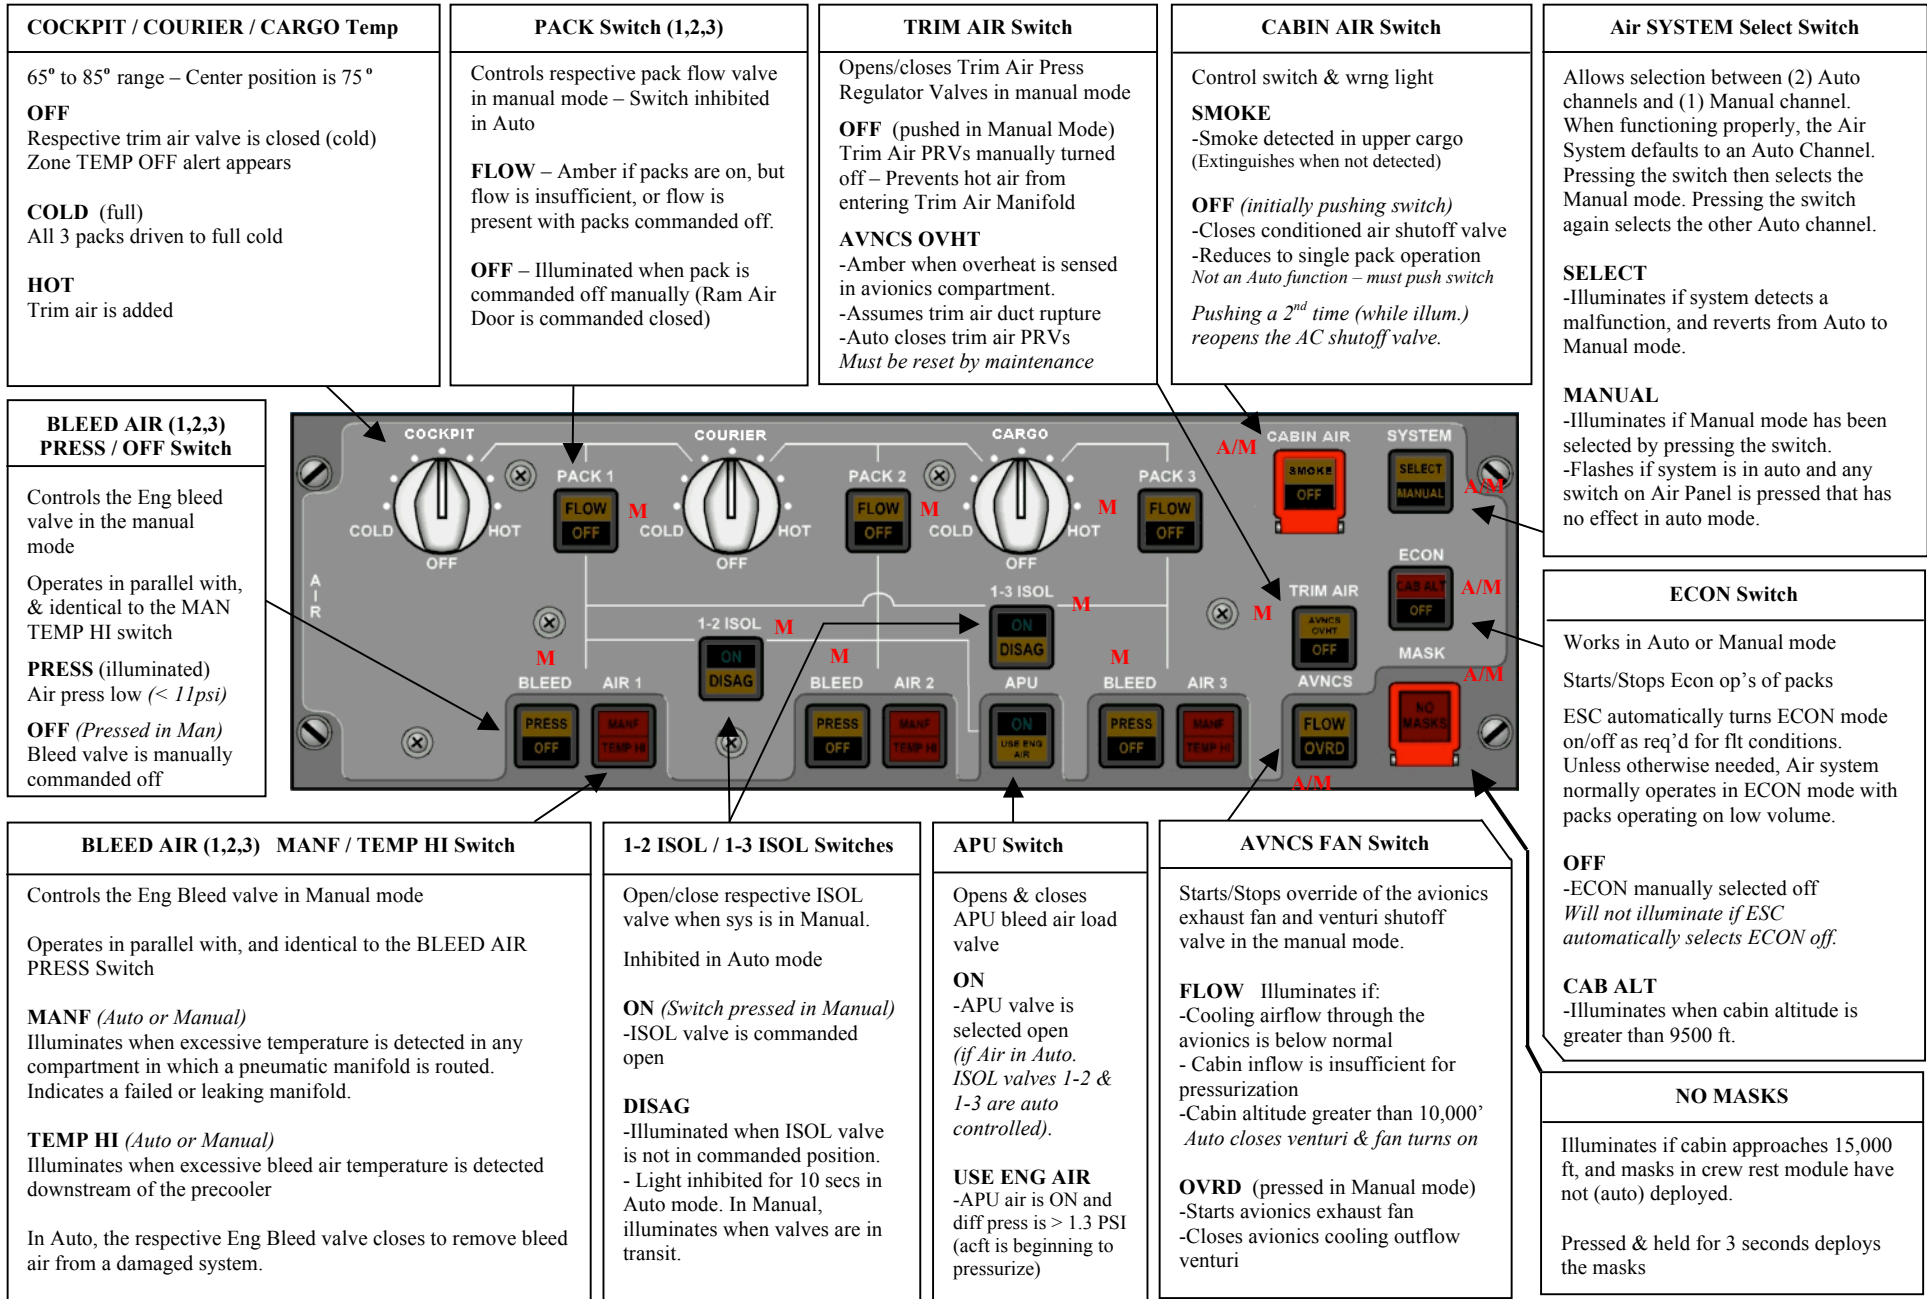 COCKPIT / COURIER / CARGO Temp
65° to 85° range – Center position is 75°
OFF
Respective trim air valve is closed (cold)
Zone TEMP OFF alert appears
COLD (full)
All 3 packs driven to full cold
HOT
Trim air is added
PACK Switch (1,2,3)
Controls respective pack flow valve
in manual mode – Switch inhibited
in Auto
FLOW – Amber if packs are on, but
flow is insufficient, or flow is
present with packs commanded off.
OFF – Illuminated when pack is
commanded off manually (Ram Air
Door is commanded closed)
TRIM AIR Switch
Opens/closes Trim Air Press
Regulator Valves in manual mode
OFF (pushed in Manual Mode)
Trim Air PRVs manually turned
off – Prevents hot air from
entering Trim Air Manifold
AVNCS OVHT
-Amber when overheat is sensed
in avionics compartment.
-Assumes trim air duct rupture
-Auto closes trim air PRVs
Must be reset by maintenance
CABIN AIR Switch
Control switch & wrng light
SMOKE
-Smoke detected in upper cargo
(Extinguishes when not detected)
OFF (initially pushing switch)
-Closes conditioned air shutoff valve
-Reduces to single pack operation
Not an Auto function – must push switch
Pushing a 2nd time (while illum.)
reopens the AC shutoff valve.
Air SYSTEM Select Switch
Allows selection between (2) Auto
channels and (1) Manual channel.
When functioning properly, the Air
System defaults to an Auto Channel.
Pressing the switch then selects the
Manual mode. Pressing the switch
again selects the other Auto channel.
SELECT
-Illuminates if system detects a
malfunction, and reverts from Auto to
Manual mode.
MANUAL
-Illuminates if Manual mode has been
selected by pressing the switch.
-Flashes if system is in auto and any
switch on Air Panel is pressed that has
no effect in auto mode.
BLEED AIR (1,2,3)
PRESS / OFF Switch
Controls the Eng bleed
valve in the manual
mode
Operates in parallel with,
& identical to the MAN
TEMP HI switch
PRESS (illuminated)
Air press low (< 11psi)
OFF (Pressed in Man)
Bleed valve is manually
commanded off
COCKPIT COURIER CARGO A/M CABIN AIR SYSTEM
PACK 1 PACK 2 PACK 3
SMOKE
OFF
SELECT
MANUAL
A/M
FLOW
OFF
M
FLOW
OFF
M
M
FLOW
OFF
COLD HOT COLD HOT COLD HOT
OFF OFF OFF
AIR
ECON
CAB ALT
OFF
A/M
1-3 ISOL
M
ON
DISAG
M
TRIM AIR
AVNCS
OVHT
OFF
1-2 ISOL
M
ON
DISAG
MASK
A/M
NO
MASKS
M M M
BLEED AIR 1 BLEED AIR 2 APU BLEED AIR 3 AVNCS
PRESS
OFF
MANF
TEMP HI
PRESS
OFF
MANF
TEMP HI
ON
USE ENG
AIR
PRESS
OFF
MANF
TEMP HI
FLOW
OVRD
A/M
ECON Switch
Works in Auto or Manual mode
Starts/Stops Econ op's of packs
ESC automatically turns ECON mode
on/off as req'd for flt conditions.
Unless otherwise needed, Air system
normally operates in ECON mode with
packs operating on low volume.
OFF
-ECON manually selected off
Will not illuminate if ESC
automatically selects ECON off.
CAB ALT
-Illuminates when cabin altitude is
greater than 9500 ft.
BLEED AIR (1,2,3) MANF / TEMP HI Switch
Controls the Eng Bleed valve in Manual mode
Operates in parallel with, and identical to the BLEED AIR
PRESS Switch
MANF (Auto or Manual)
Illuminates when excessive temperature is detected in any
compartment in which a pneumatic manifold is routed.
Indicates a failed or leaking manifold.
TEMP HI (Auto or Manual)
Illuminates when excessive bleed air temperature is detected
downstream of the precooler
In Auto, the respective Eng Bleed valve closes to remove bleed
air from a damaged system.
1-2 ISOL / 1-3 ISOL Switches
Open/close respective ISOL
valve when sys is in Manual.
Inhibited in Auto mode
ON (Switch pressed in Manual)
-ISOL valve is commanded
open
DISAG
-Illuminated when ISOL valve
is not in commanded position.
- Light inhibited for 10 secs in
Auto mode. In Manual,
illuminates when valves are in
transit.
APU Switch
Opens & closes
APU bleed air load
valve
ON
-APU valve is
selected open
(if Air in Auto.
ISOL valves 1-2 &
1-3 are auto
controlled).
USE ENG AIR
-APU air is ON and
diff press is > 1.3 PSI
(acft is beginning to
pressurize)
AVNCS FAN Switch
Starts/Stops override of the avionics
exhaust fan and venturi shutoff
valve in the manual mode.
FLOW Illuminates if:
-Cooling airflow through the
avionics is below normal
- Cabin inflow is insufficient for
pressurization
-Cabin altitude greater than 10,000'
Auto closes venturi & fan turns on
OVRD (pressed in Manual mode)
-Starts avionics exhaust fan
-Closes avionics cooling outflow
venturi
NO MASKS
Illuminates if cabin approaches 15,000
ft, and masks in crew rest module have
not (auto) deployed.
Pressed & held for 3 seconds deploys
the masks